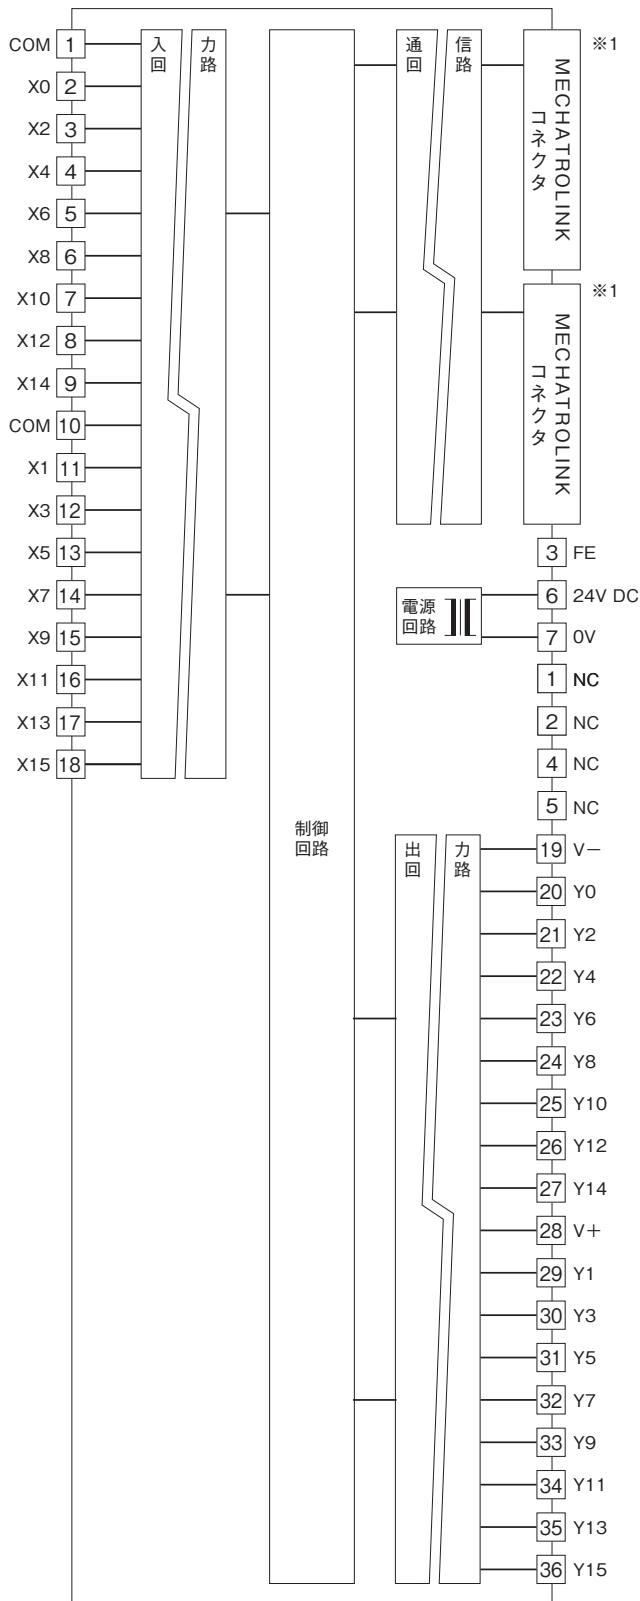 COM 1
X0 2
X2 3
X4 4
X6 5
X8 6
X10 7
X12 8
X14 9
COM 10
X1 11
X3 12
X5 13
X7 14
X9 15
X11 16
X13 17
X15 18
入力
回路
制御
回路
通信
回路
MECHATROLINK
コネクタ
※1
MECHATROLINK
コネクタ
※1
電源
回路
3 FE
6 24V DC
7 0V
1 NC
2 NC
4 NC
5 NC
出力
回路
19 V−
20 Y0
21 Y2
22 Y4
23 Y6
24 Y8
25 Y10
26 Y12
27 Y14
28 V+
29 Y1
30 Y3
31 Y5
32 Y7
33 Y9
34 Y11
35 Y13
36 Y15